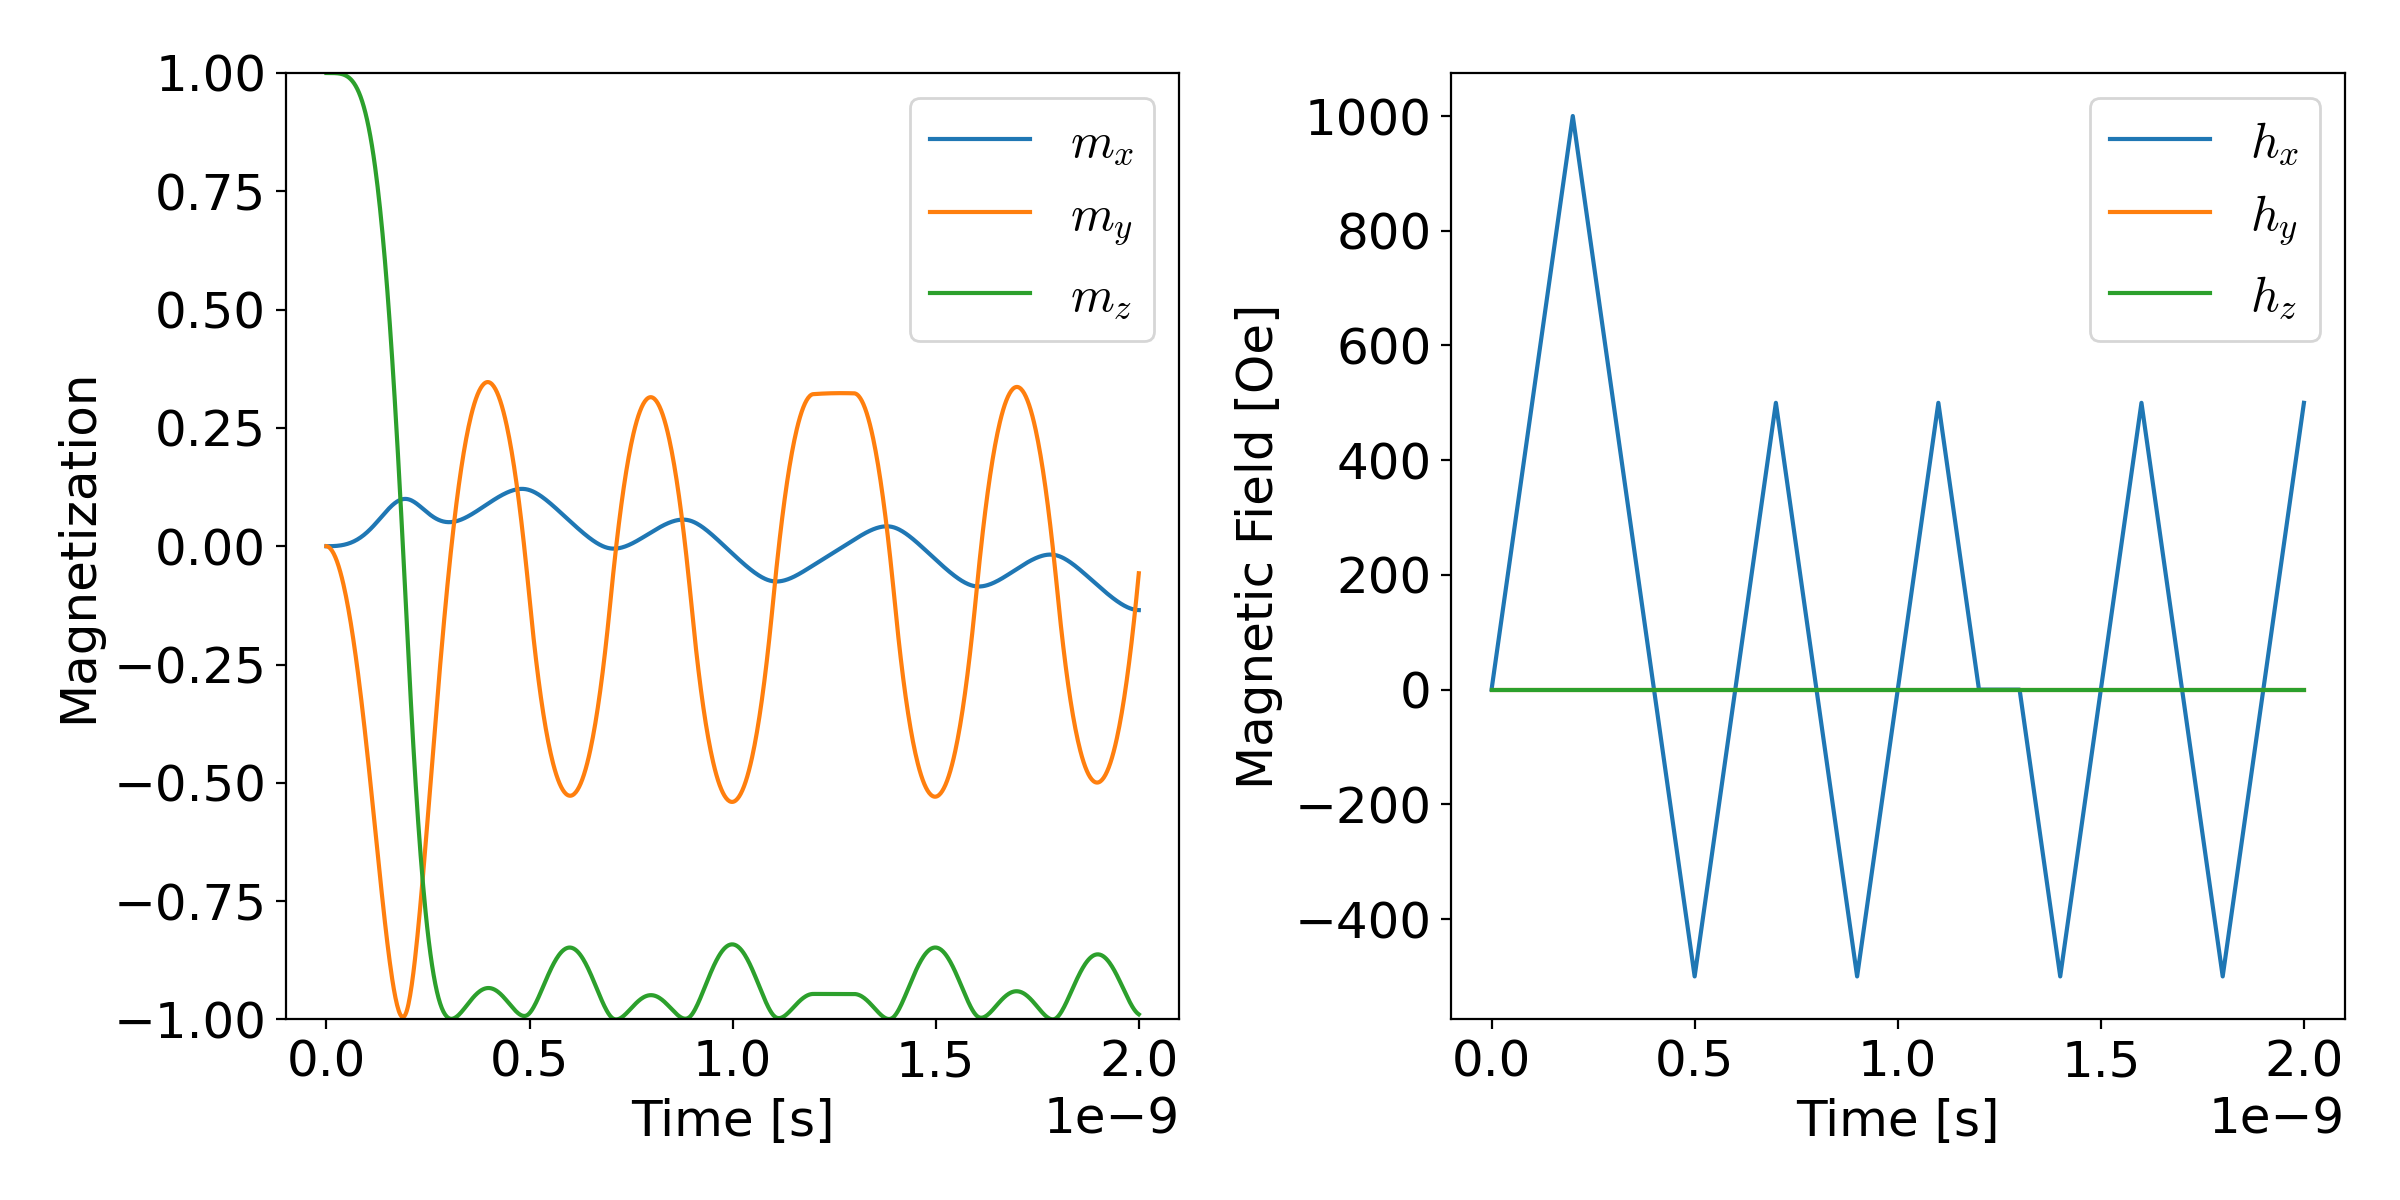 Magnetization
1.00
0.75
0.50
0.25
0.00
−0.25
−0.50
−0.75
−1.00
0.0 0.5 1.0 1.5 2.0
Time [s]
1e−9
m_x
m_y
m_z
Magnetic Field [Oe]
1000
800
600
400
200
0
−200
−400
0.0 0.5 1.0 1.5 2.0
Time [s]
1e−9
h_x
h_y
h_z